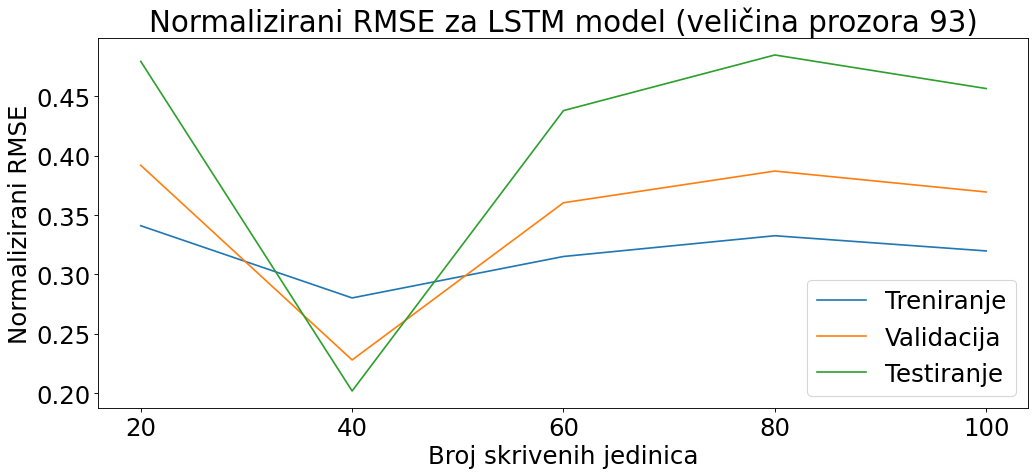 Normalizirani RMSE za LSTM model (veličina prozora 93)
Normalizirani RMSE
0.45
0.40
0.35
0.30
0.25
0.20
Treniranje
Validacija
Testiranje
20 40 60 80 100
Broj skrivenih jedinica